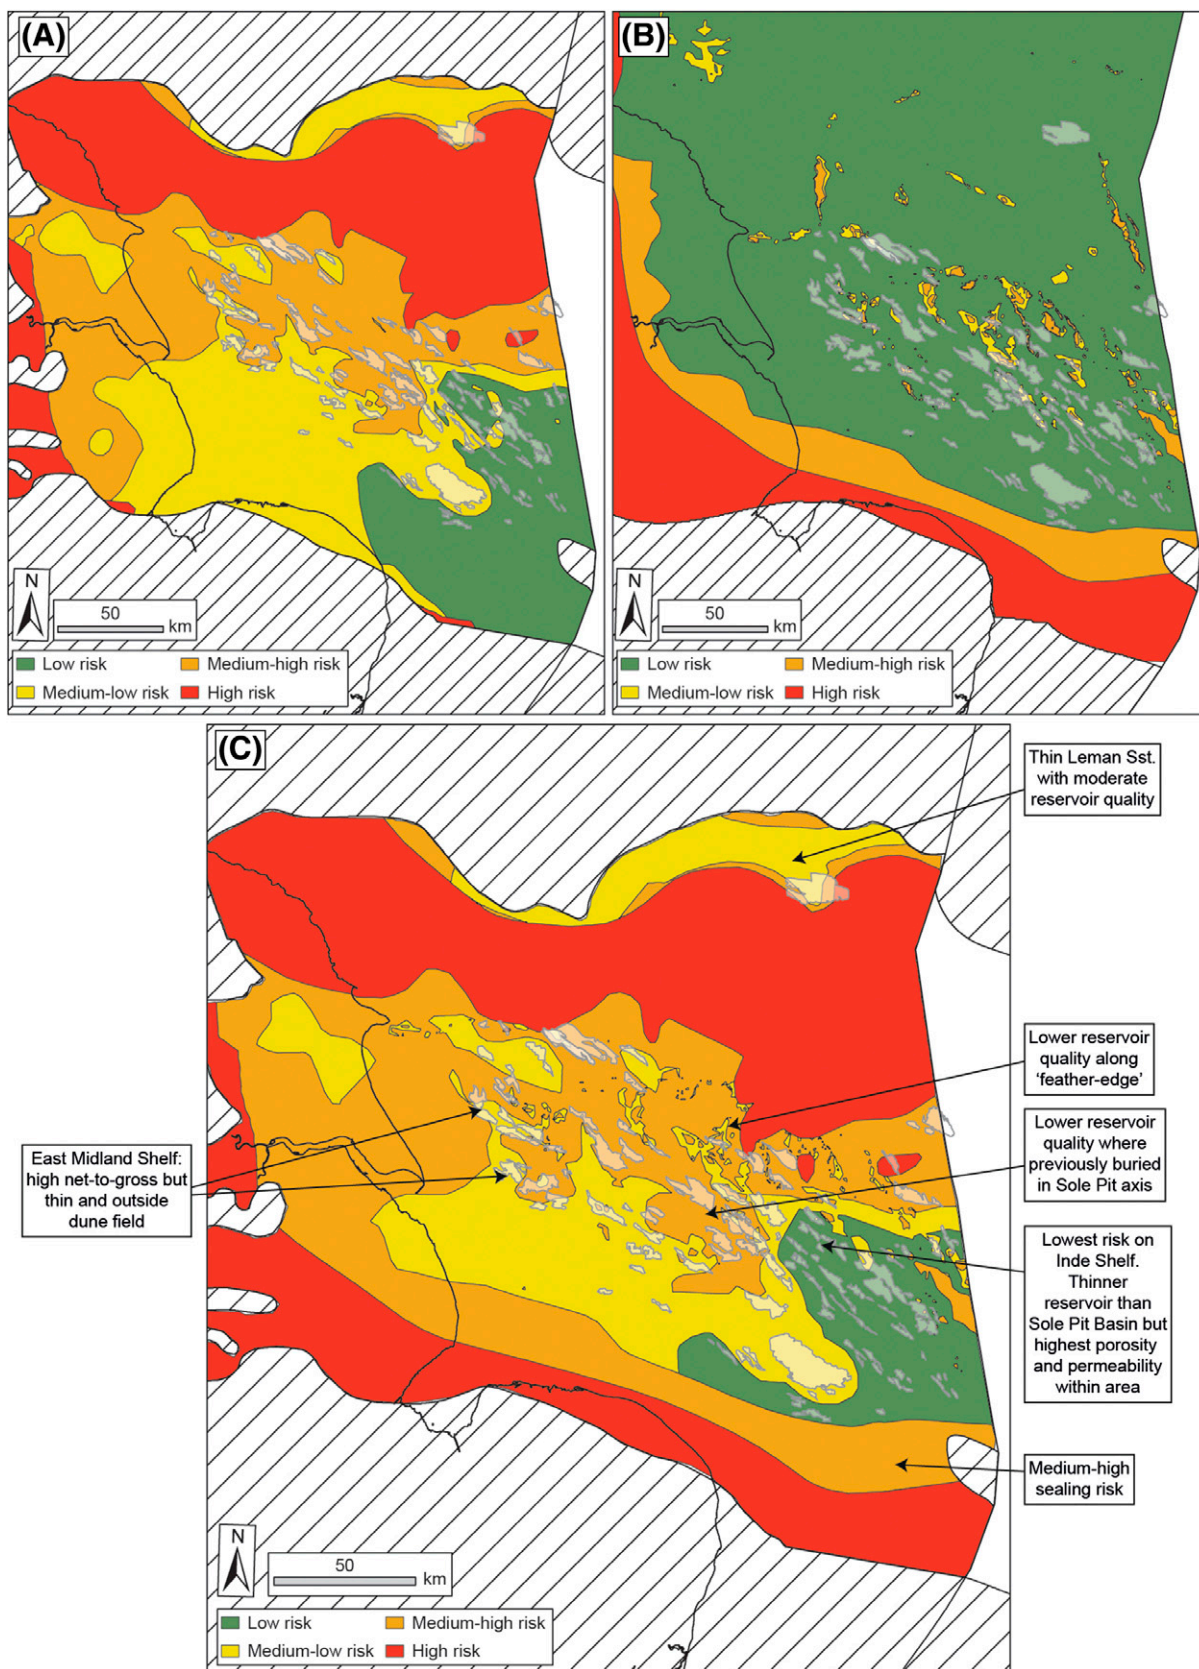 (A)
N
50
km
Low risk
Medium-high risk
Medium-low risk
High risk
(B)
N
50
km
Low risk
Medium-high risk
Medium-low risk
High risk
(C)
Thin Leman Sst.
with moderate
reservoir quality
Lower reservoir
quality along
‘feather-edge’
Lower reservoir
quality where
previously buried
in Sole Pit axis
East Midland Shelf:
high net-to-gross but
thin and outside
dune field
Lowest risk on
Inde Shelf.
Thinner
reservoir than
Sole Pit Basin but
highest porosity
and permeability
within area
Medium-high
sealing risk
N
50
km
Low risk
Medium-high risk
Medium-low risk
High risk